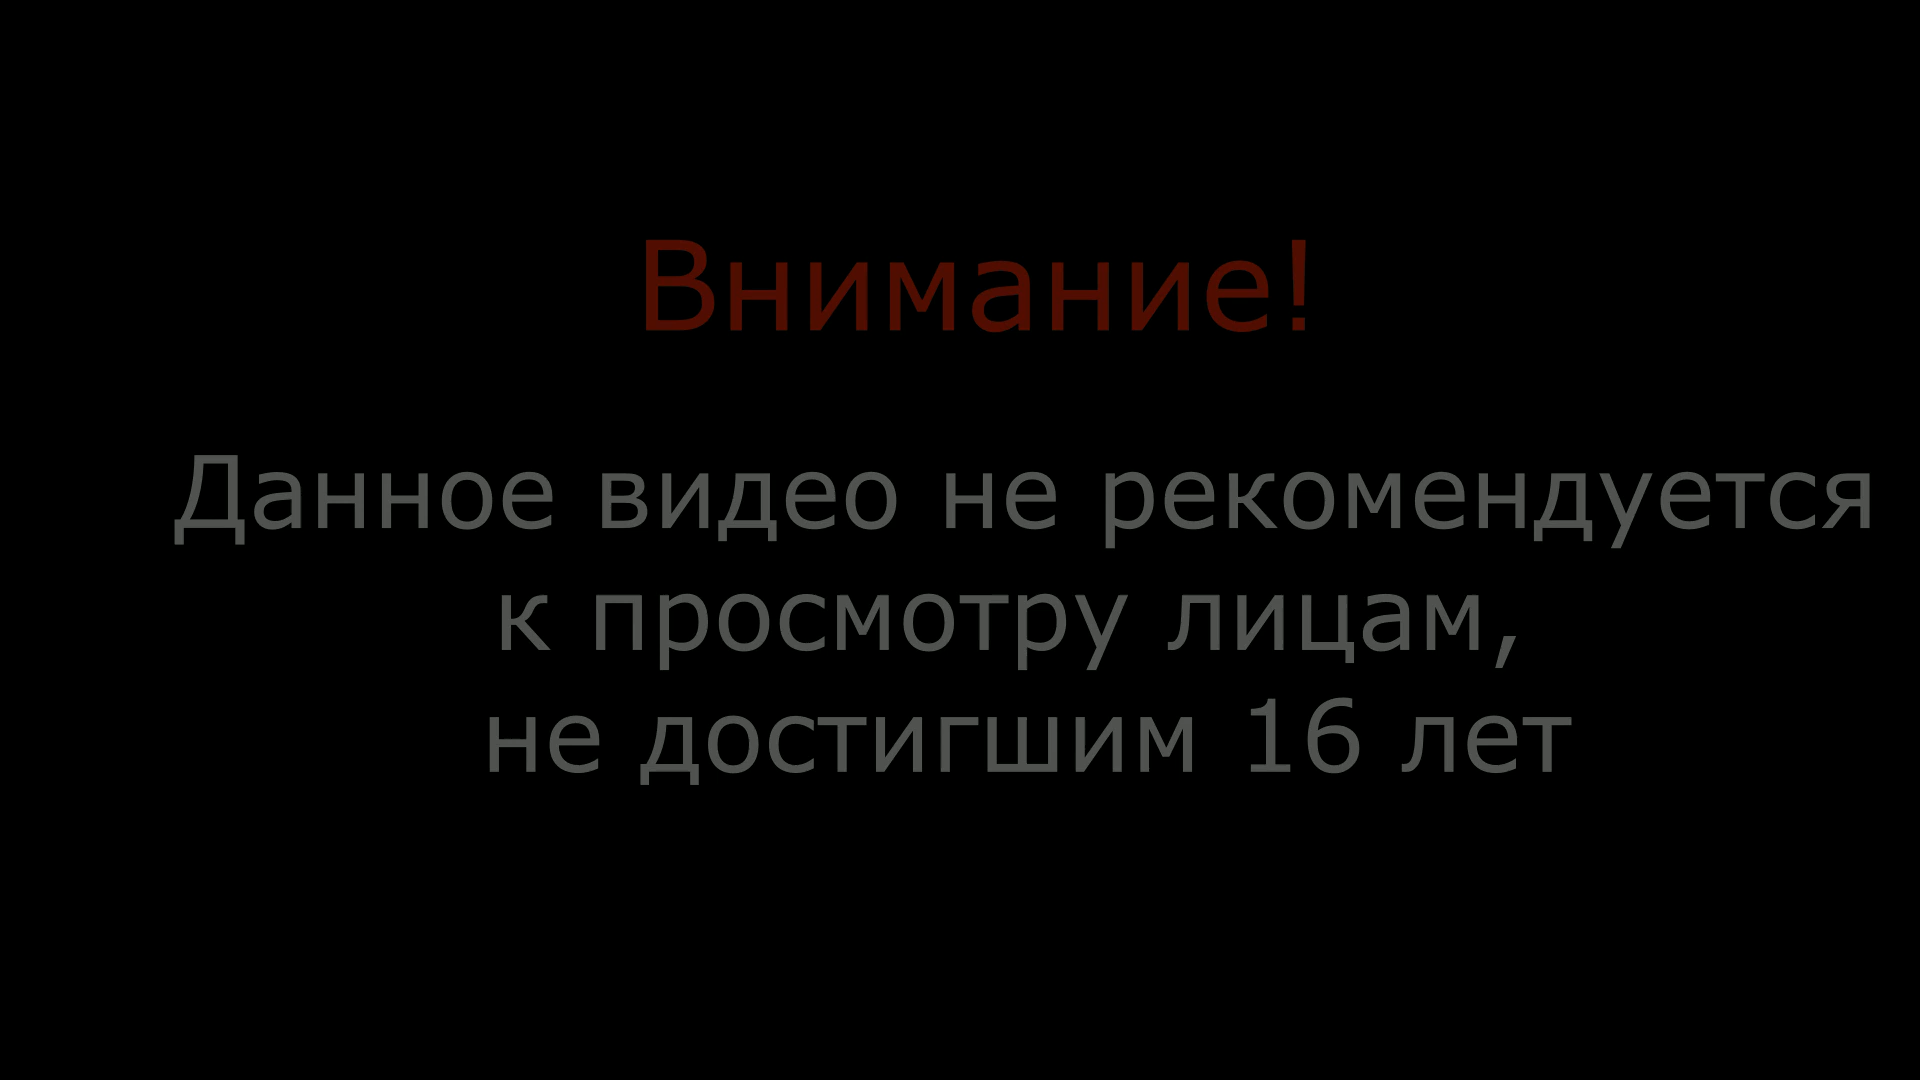 Внимание!
Данное видео не рекомендуется
к просмотру лицам,
не достигшим 16 лет